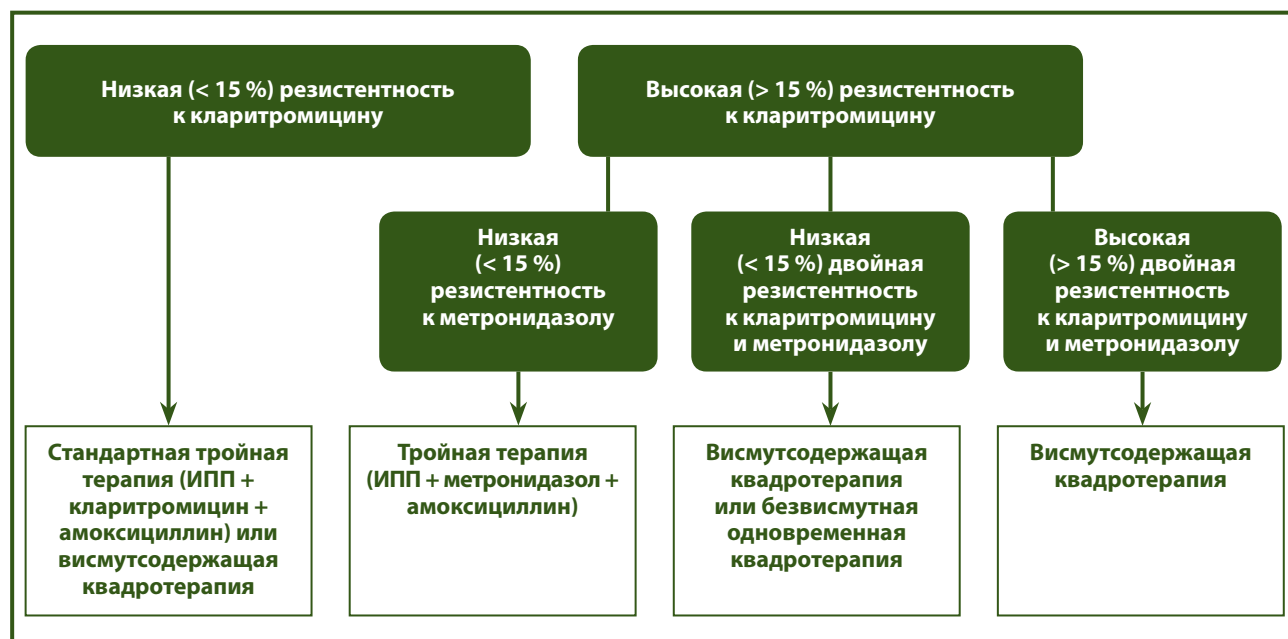 Низкая (< 15 %) резистентность
к кларитромицину
Высокая (> 15 %) резистентность
к кларитромицину
Низкая
(< 15 %)
резистентность
к метронидазолу
Низкая
(< 15 %) двойная
резистентность
к кларитромицину
и метронидазолу
Высокая
(> 15 %) двойная
резистентность
к кларитромицину
и метронидазолу
Стандартная тройная
терапия (ИПП +
кларитромицин +
амоксициллин) или
висмутсодержащая
квадротерапия
Тройная терапия
(ИПП + метронидазол +
амоксициллин)
Висмутсодержащая
квадротерапия
или безвисмутная
одновременная
квадротерапия
Висмутсодержащая
квадротерапия